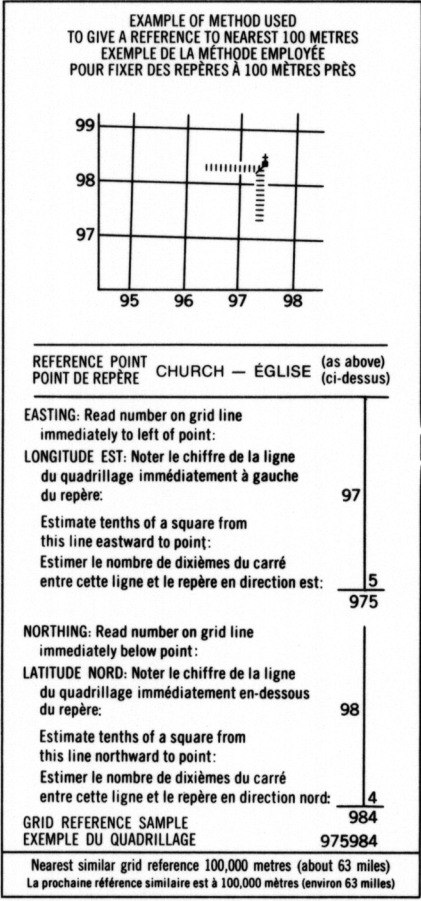 EXAMPLE OF METHOD USED
TO GIVE A REFERENCE TO NEAREST 100 METRES
EXEMPLE DE LA MÉTHODE EMPLOYÉE
POUR FIXER DES REPÈRES À 100 MÈTRES PRÈS
99
98
97
95 96 97 98
REFERENCE POINT CHURCH — ÉGLISE (as above)
POINT DE REPÈRE (ci-dessus)
EASTING: Read number on grid line
immediately to left of point:
LONGITUDE EST: Noter le chiffre de la ligne
du quadrillage immédiatement à gauche
du repère: 97
Estimate tenths of a square from
this line eastward to point:
Estimer le nombre de dixièmes du carré
entre cette ligne et le repère en direction est: 5
975
NORTHING: Read number on grid line
immediately below point:
LATITUDE NORD: Noter le chiffre de la ligne
du quadrillage immédiatement en-dessous
du repère: 98
Estimate tenths of a square from
this line northward to point:
Estimer le nombre de dixièmes du carré
entre cette ligne et le repère en direction nord: 4
GRID REFERENCE SAMPLE 984
EXEMPLE DU QUADRILLAGE 975984
Nearest similar grid reference 100,000 metres (about 63 miles)
La prochaine référence similaire est à 100,000 mètres (environ 63 milles)